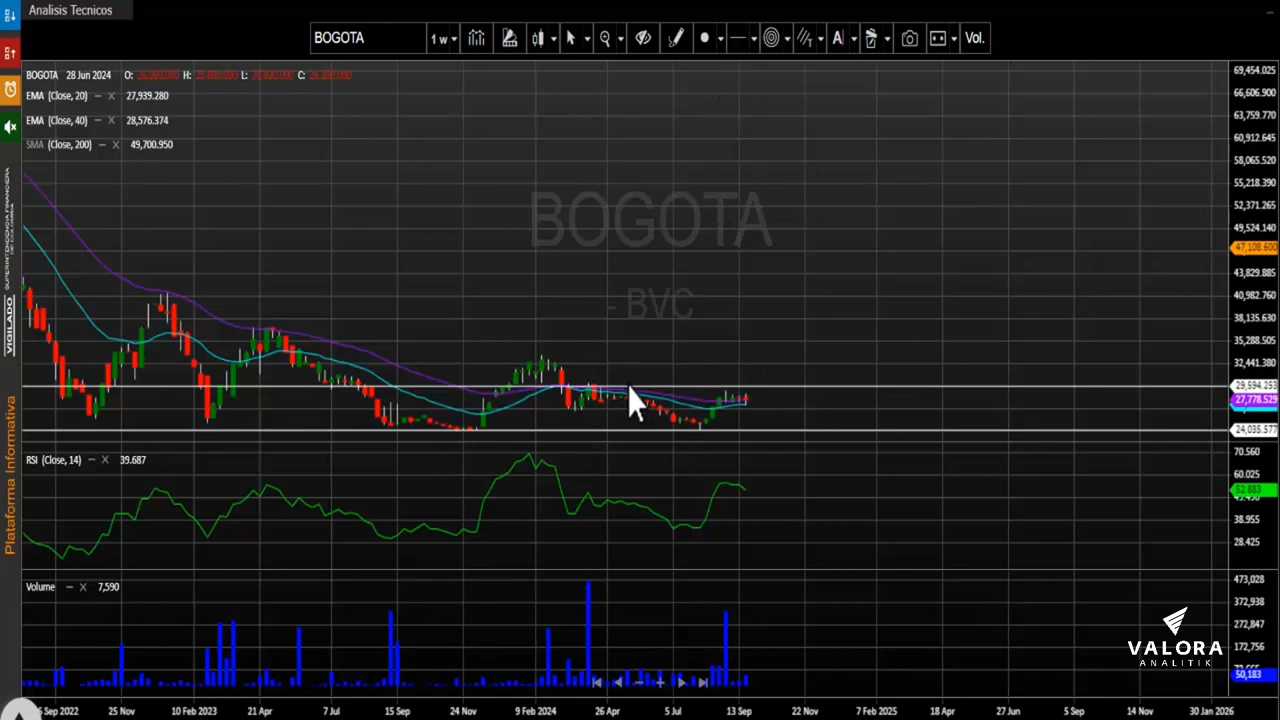 Analisis Tecnicos
BOGOTA
1 w
Vol.
BOGOTA 28 Jun 2024 O: H: L: C:
EMA (Close, 20) 27,939.280
EMA (Close, 40) 28,576.374
SMA (Close, 200) 49,700.950
BOGOTA
- BVC
69,454.025
66,606.900
63,759.770
60,912.645
58,065.520
55,218.390
52,371.265
49,524.140
47,108.600
43,829.885
40,982.760
38,135.630
35,288.505
32,441.380
29,594.253
27,778.529
24,035.577
RSI (Close, 14) 39.687
70.560
60.025
52.883
38.955
28.425
Volume 7,590
473,028
372,938
272,847
172,756
50,183
VIGILADO
Plataforma Informativa
VALORA
ANALITIK
Sep 2022 25 Nov 10 Feb 2023 21 Apr 7 Jul 15 Sep 24 Nov 9 Feb 2024 26 Apr 5 Jul 13 Sep 22 Nov 7 Feb 2025 18 Apr 27 Jun 5 Sep 14 Nov 30 Jan 2026